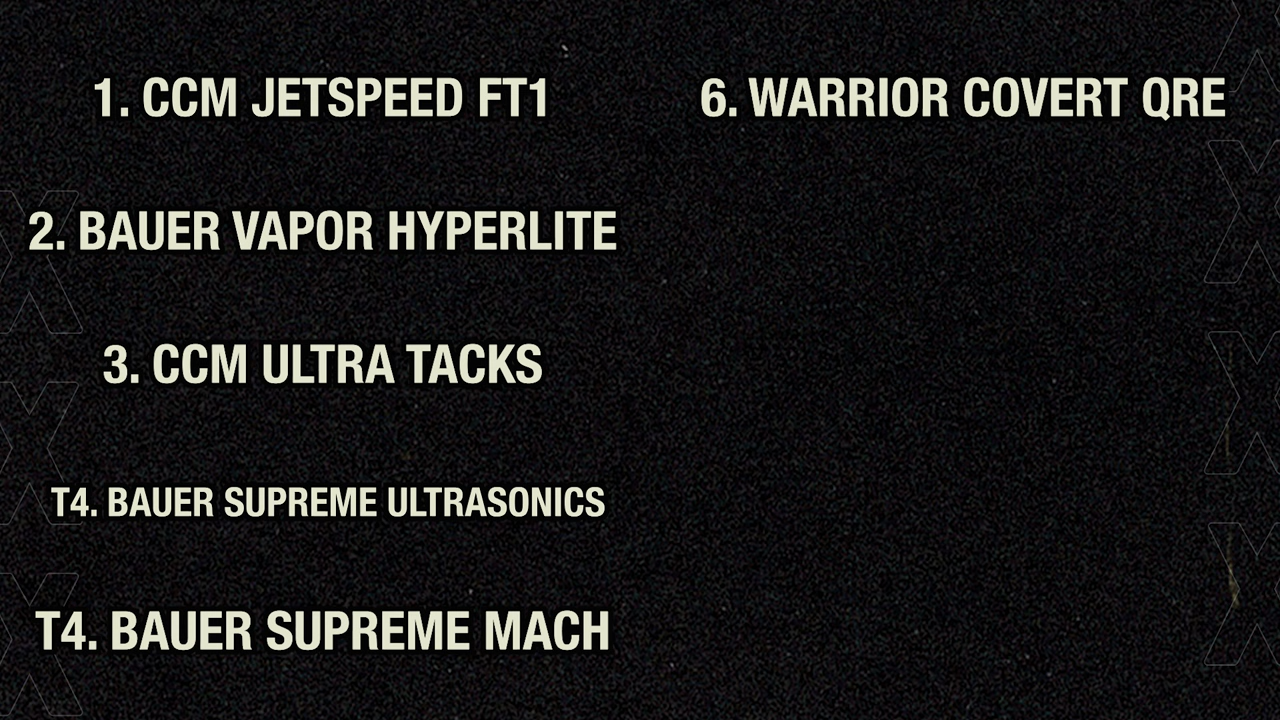 1. CCM JETSPEED FT1
2. BAUER VAPOR HYPERLITE
3. CCM ULTRA TACKS
T4. BAUER SUPREME ULTRASONICS
T4. BAUER SUPREME MACH
6. WARRIOR COVERT QRE